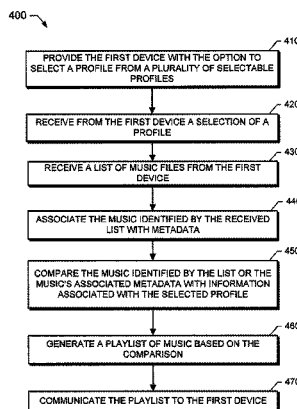 400
410
PROVIDE THE FIRST DEVICE WITH THE OPTION TO
SELECT A PROFILE FROM A PLURALITY OF SELECTABLE
PROFILES
420
RECEIVE FROM THE FIRST DEVICE A SELECTION OF A
PROFILE
430
RECEIVE A LIST OF MUSIC FILES FROM THE FIRST
DEVICE
440
ASSOCIATE THE MUSIC IDENTIFIED BY THE RECEIVED
LIST WITH METADATA
450
COMPARE THE MUSIC IDENTIFIED BY THE LIST OR THE
MUSIC'S ASSOCIATED METADATA WITH INFORMATION
ASSOCIATED WITH THE SELECTED PROFILE
460
GENERATE A PLAYLIST OF MUSIC BASED ON THE
COMPARISON
470
COMMUNICATE THE PLAYLIST TO THE FIRST DEVICE